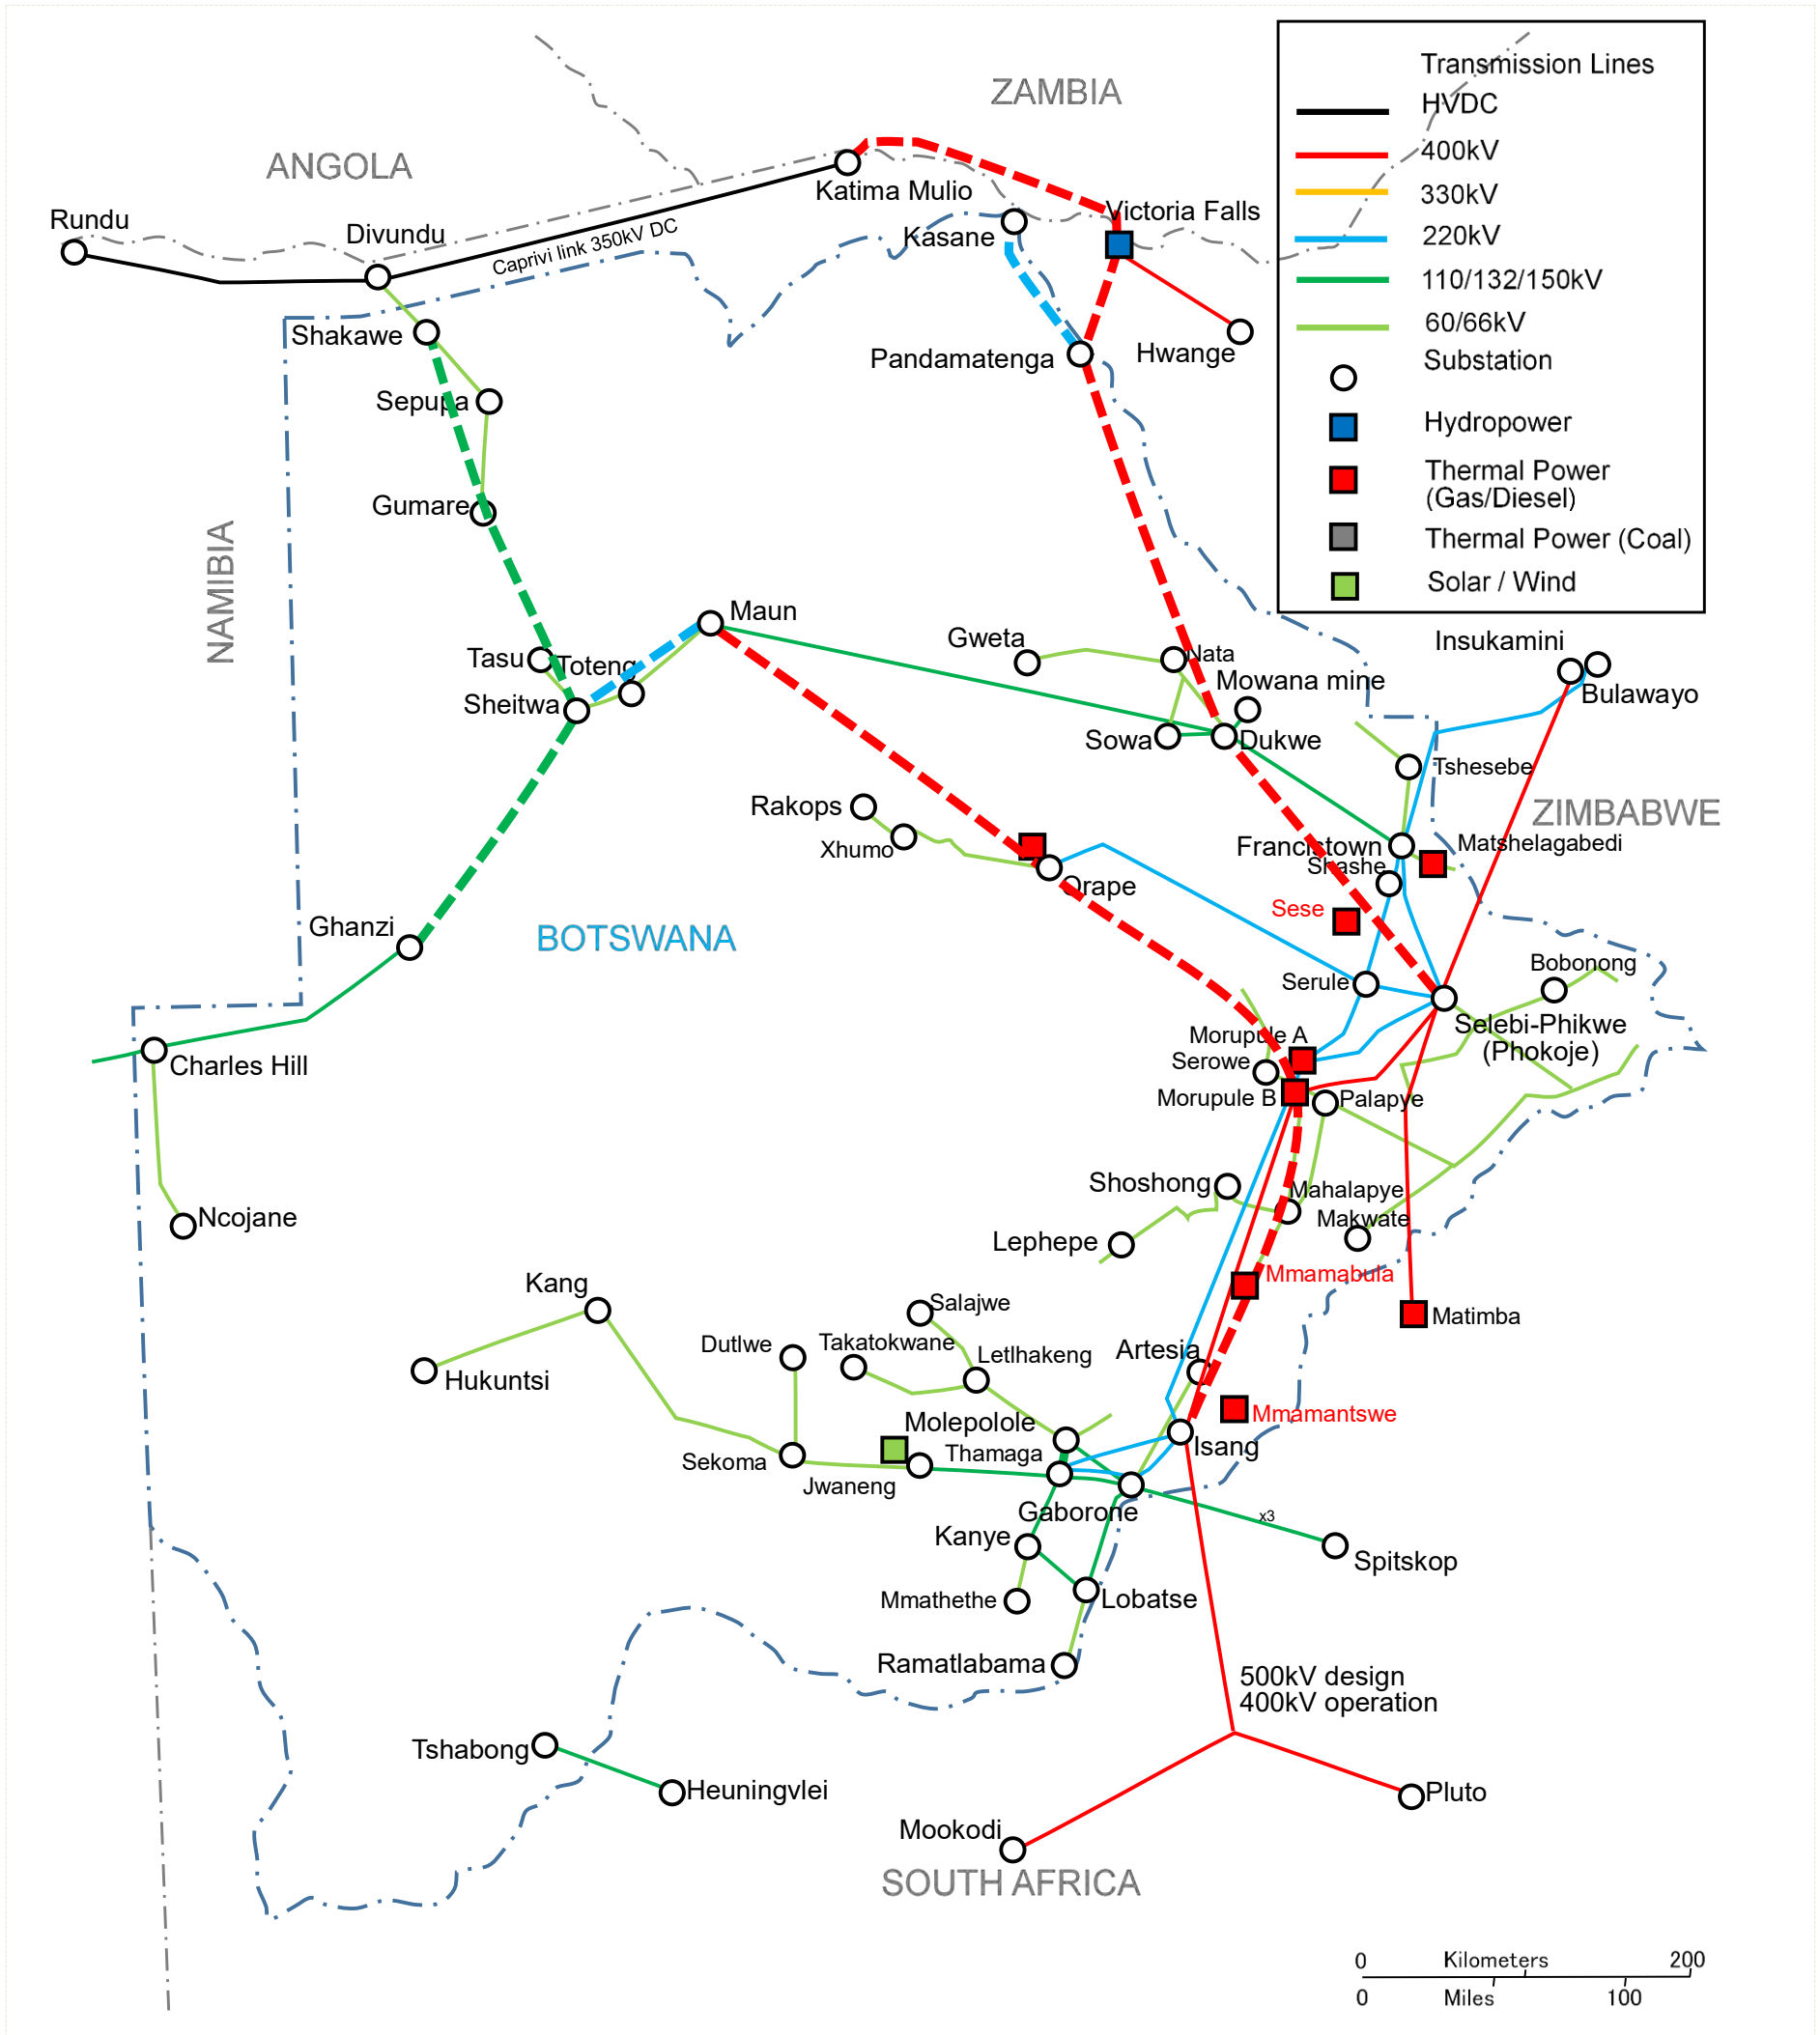 Transmission Lines
HVDC
400kV
330kV
220kV
110/132/150kV
60/66kV
Substation
Hydropower
Thermal Power
(Gas/Diesel)
Thermal Power (Coal)
Solar / Wind
ZAMBIA
ANGOLA
Katima Mulio
Rundu
Divundu
Victoria Falls
Kasane
Caprivi link 350kV DC
Shakawe
Pandamatenga
Hwange
Sepupa
Gumare
NAMIBIA
Maun
Gweta
Nata
Insukamini
Tasu
Toteng
Mowana mine
Bulawayo
Sheitwa
Sowa
Dukwe
Tshesebe
Rakops
ZIMBABWE
Xhumo
Francistown
Matshelagabedi
Shashe
Orape
Sese
Ghanzi
BOTSWANA
Serule
Bobonong
Selebi-Phikwe
(Phokoje)
Morupule A
Serowe
Charles Hill
Morupule B
Palapye
Shoshong
Mahalapye
Ncojane
Makwate
Lephepe
Mmamabula
Kang
Salajwe
Matimba
Dutlwe
Takatokwane
Letlhakeng
Artesia
Hukuntsi
Mmamantswe
Molepolole
Isang
Sekoma
Thamaga
Jwaneng
Gaborone
x3
Kanye
Spitskop
Mmathethe
Lobatse
Ramatlabama
500kV design
400kV operation
Tshabong
Heuningvlei
Pluto
Mookodi
SOUTH AFRICA
0 Kilometers 200
0 Miles 100